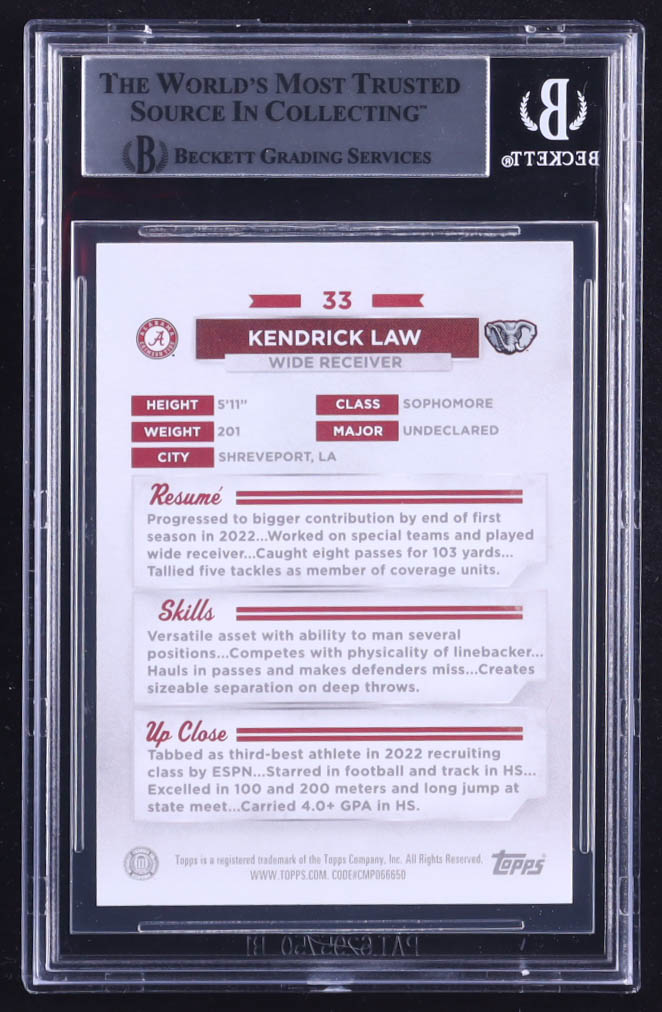 THE WORLD'S MOST TRUSTED
SOURCE IN COLLECTING™
B BECKETT GRADING SERVICES
B
BECKETT®
33
KENDRICK LAW
WIDE RECEIVER
HEIGHT 5'11" CLASS SOPHOMORE
WEIGHT 201 MAJOR UNDECLARED
CITY SHREVEPORT, LA
Resumé
Progressed to bigger contribution by end of first
season in 2022...Worked on special teams and played
wide receiver...Caught eight passes for 103 yards...
Tallied five tackles as member of coverage units.
Skills
Versatile asset with ability to man several
positions...Competes with physicality of linebacker...
Hauls in passes and makes defenders miss...Creates
sizeable separation on deep throws.
Up Close
Tabbed as third-best athlete in 2022 recruiting
class by ESPN...Starred in football and track in HS...
Excelled in 100 and 200 meters and long jump at
state meet...Carried 4.0+ GPA in HS.
Topps is a registered trademark of the Topps Company, Inc. All Rights Reserved.
WWW.TOPPS.COM. CODE#CMP066650
Topps